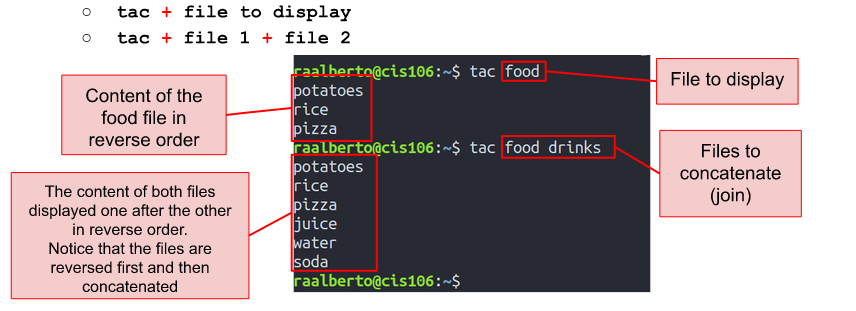 ○ tac + file to display
○ tac + file 1 + file 2
Content of the
food file in
reverse order
raalberto@cis106:~$ tac food
potatoes
rice
pizza
File to display
raalberto@cis106:~$ tac food drinks
potatoes
rice
pizza
juice
water
soda
raalberto@cis106:~$
Files to
concatenate
(join)
The content of both files
displayed one after the other
in reverse order.
Notice that the files are
reversed first and then
concatenated